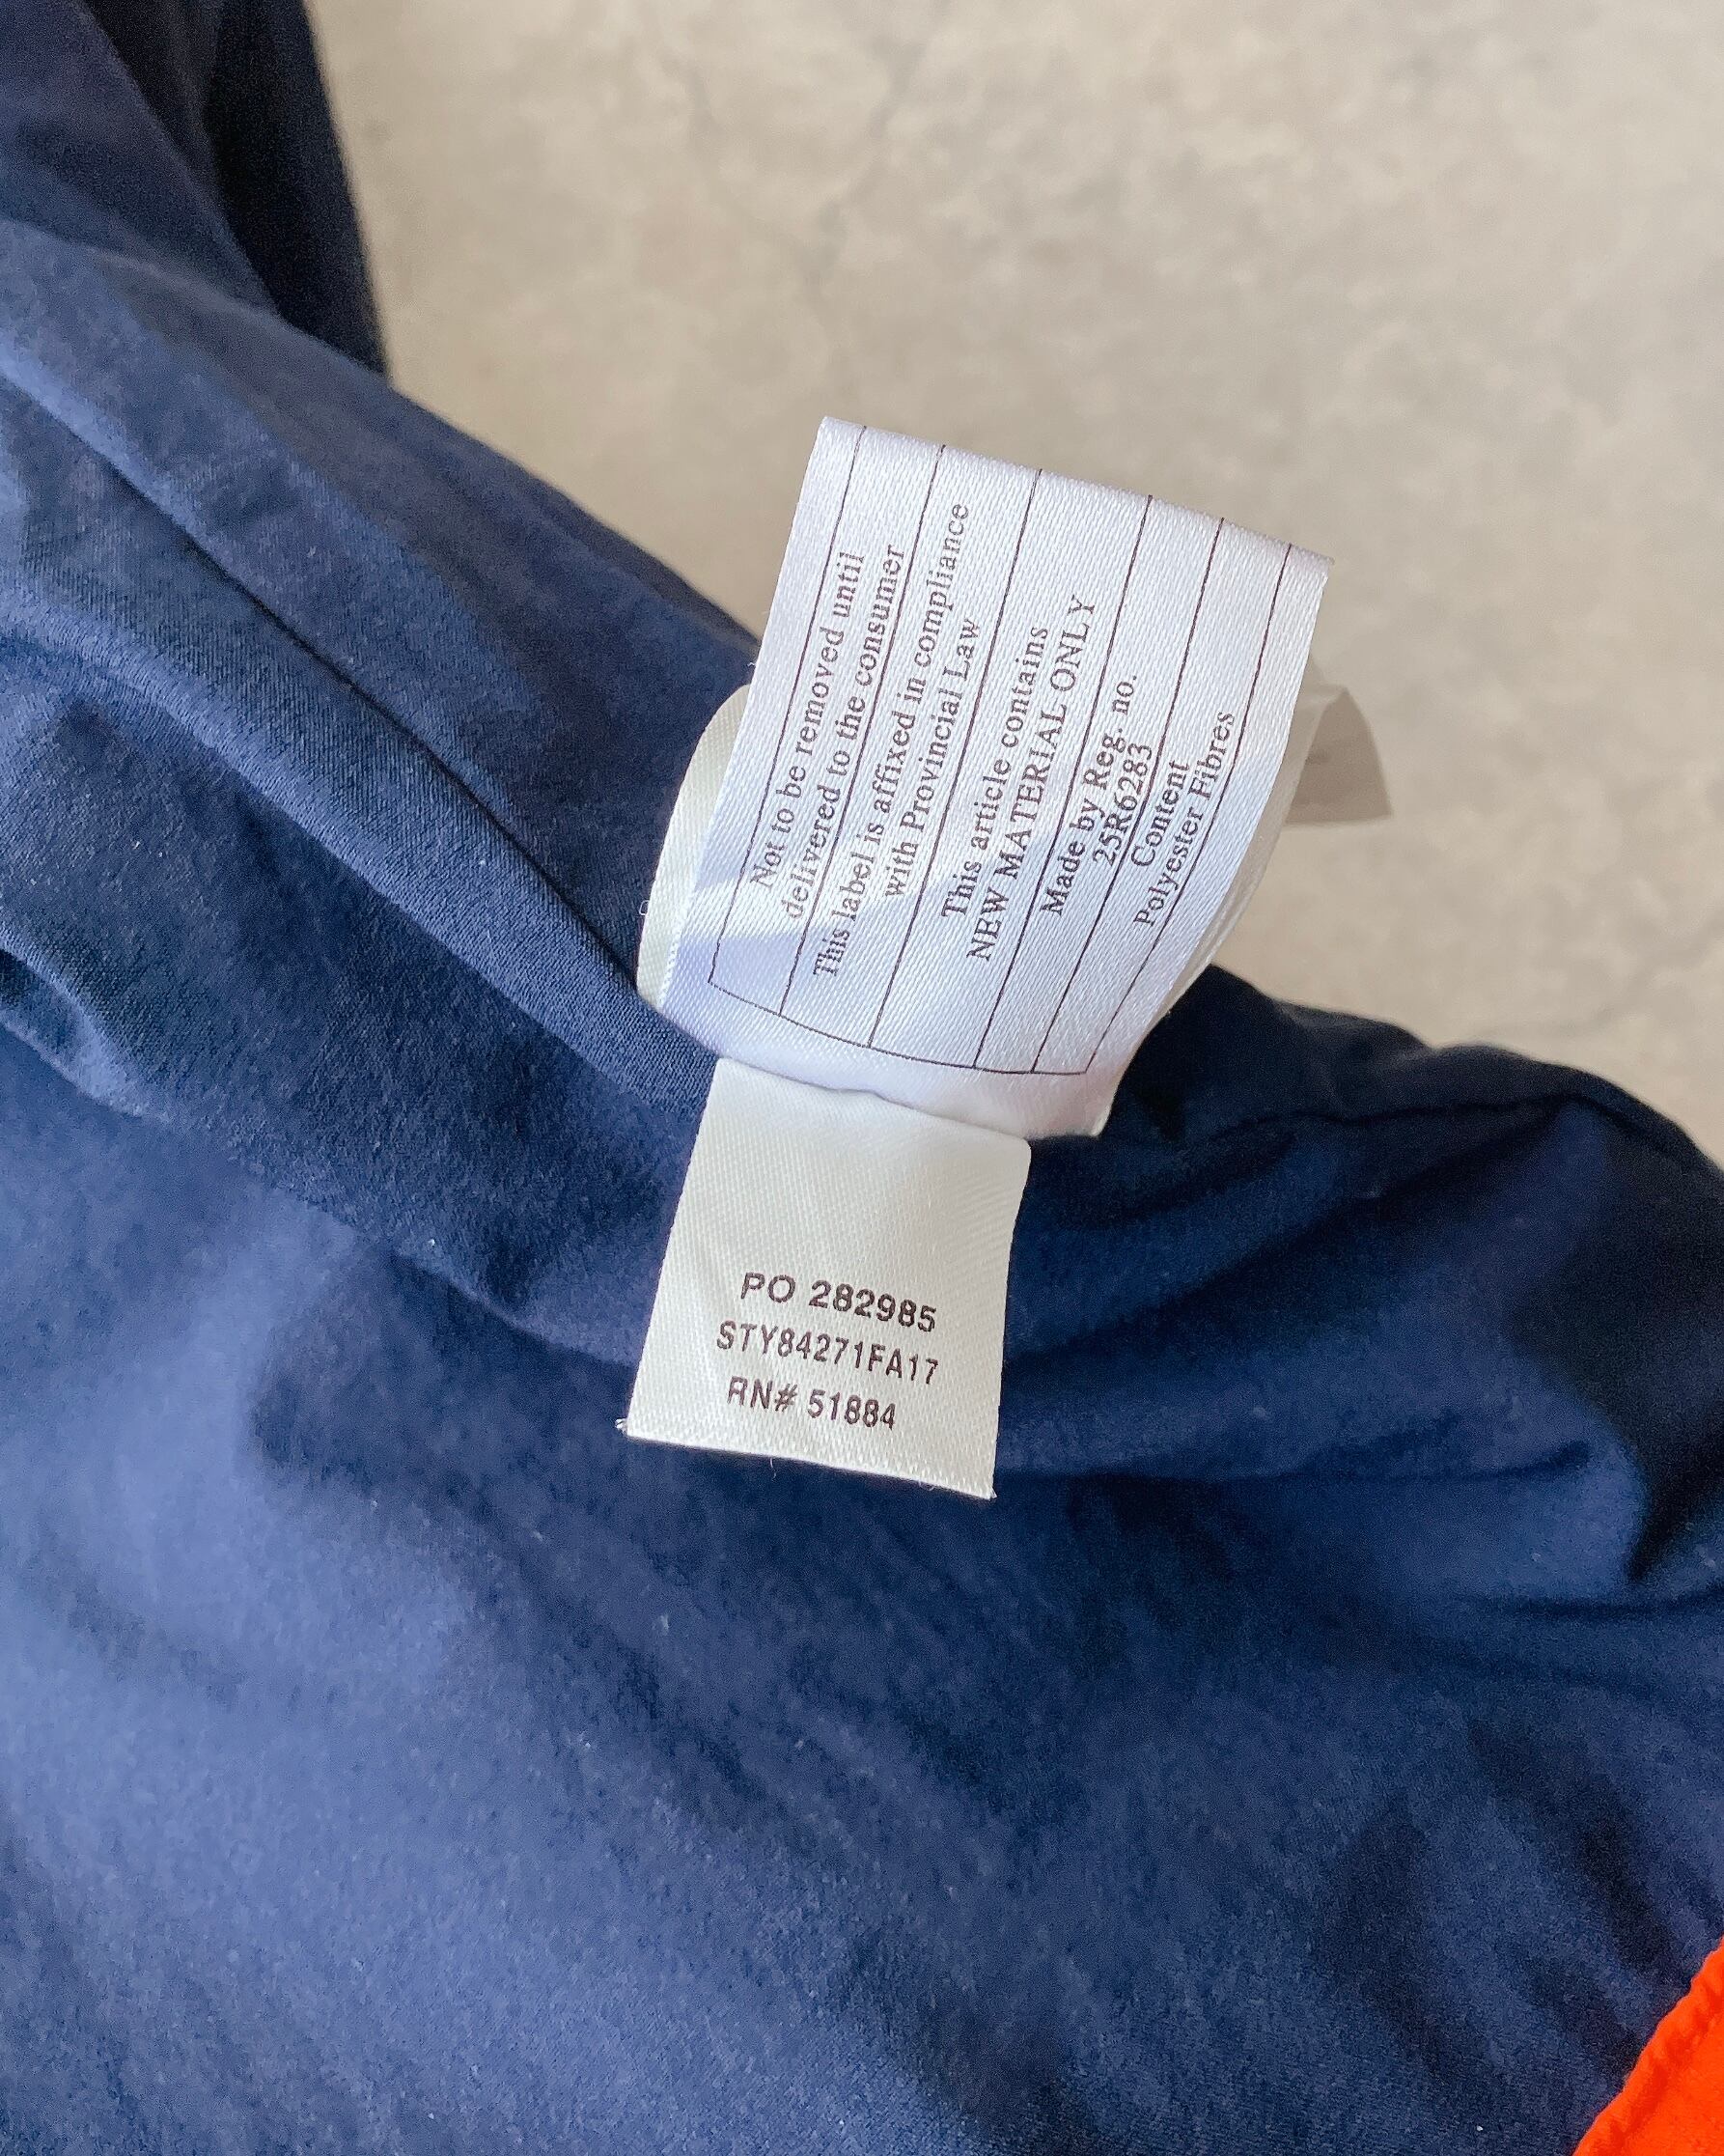 Not to be removed until
delivered to the consumer
This label is affixed in compliance
with Provincial Law
This article contains
NEW MATERIAL ONLY
Made by Reg. no.
25R6283
Content
Polyester Fibres
PO 282985
STY84271FA17
RN# 51884